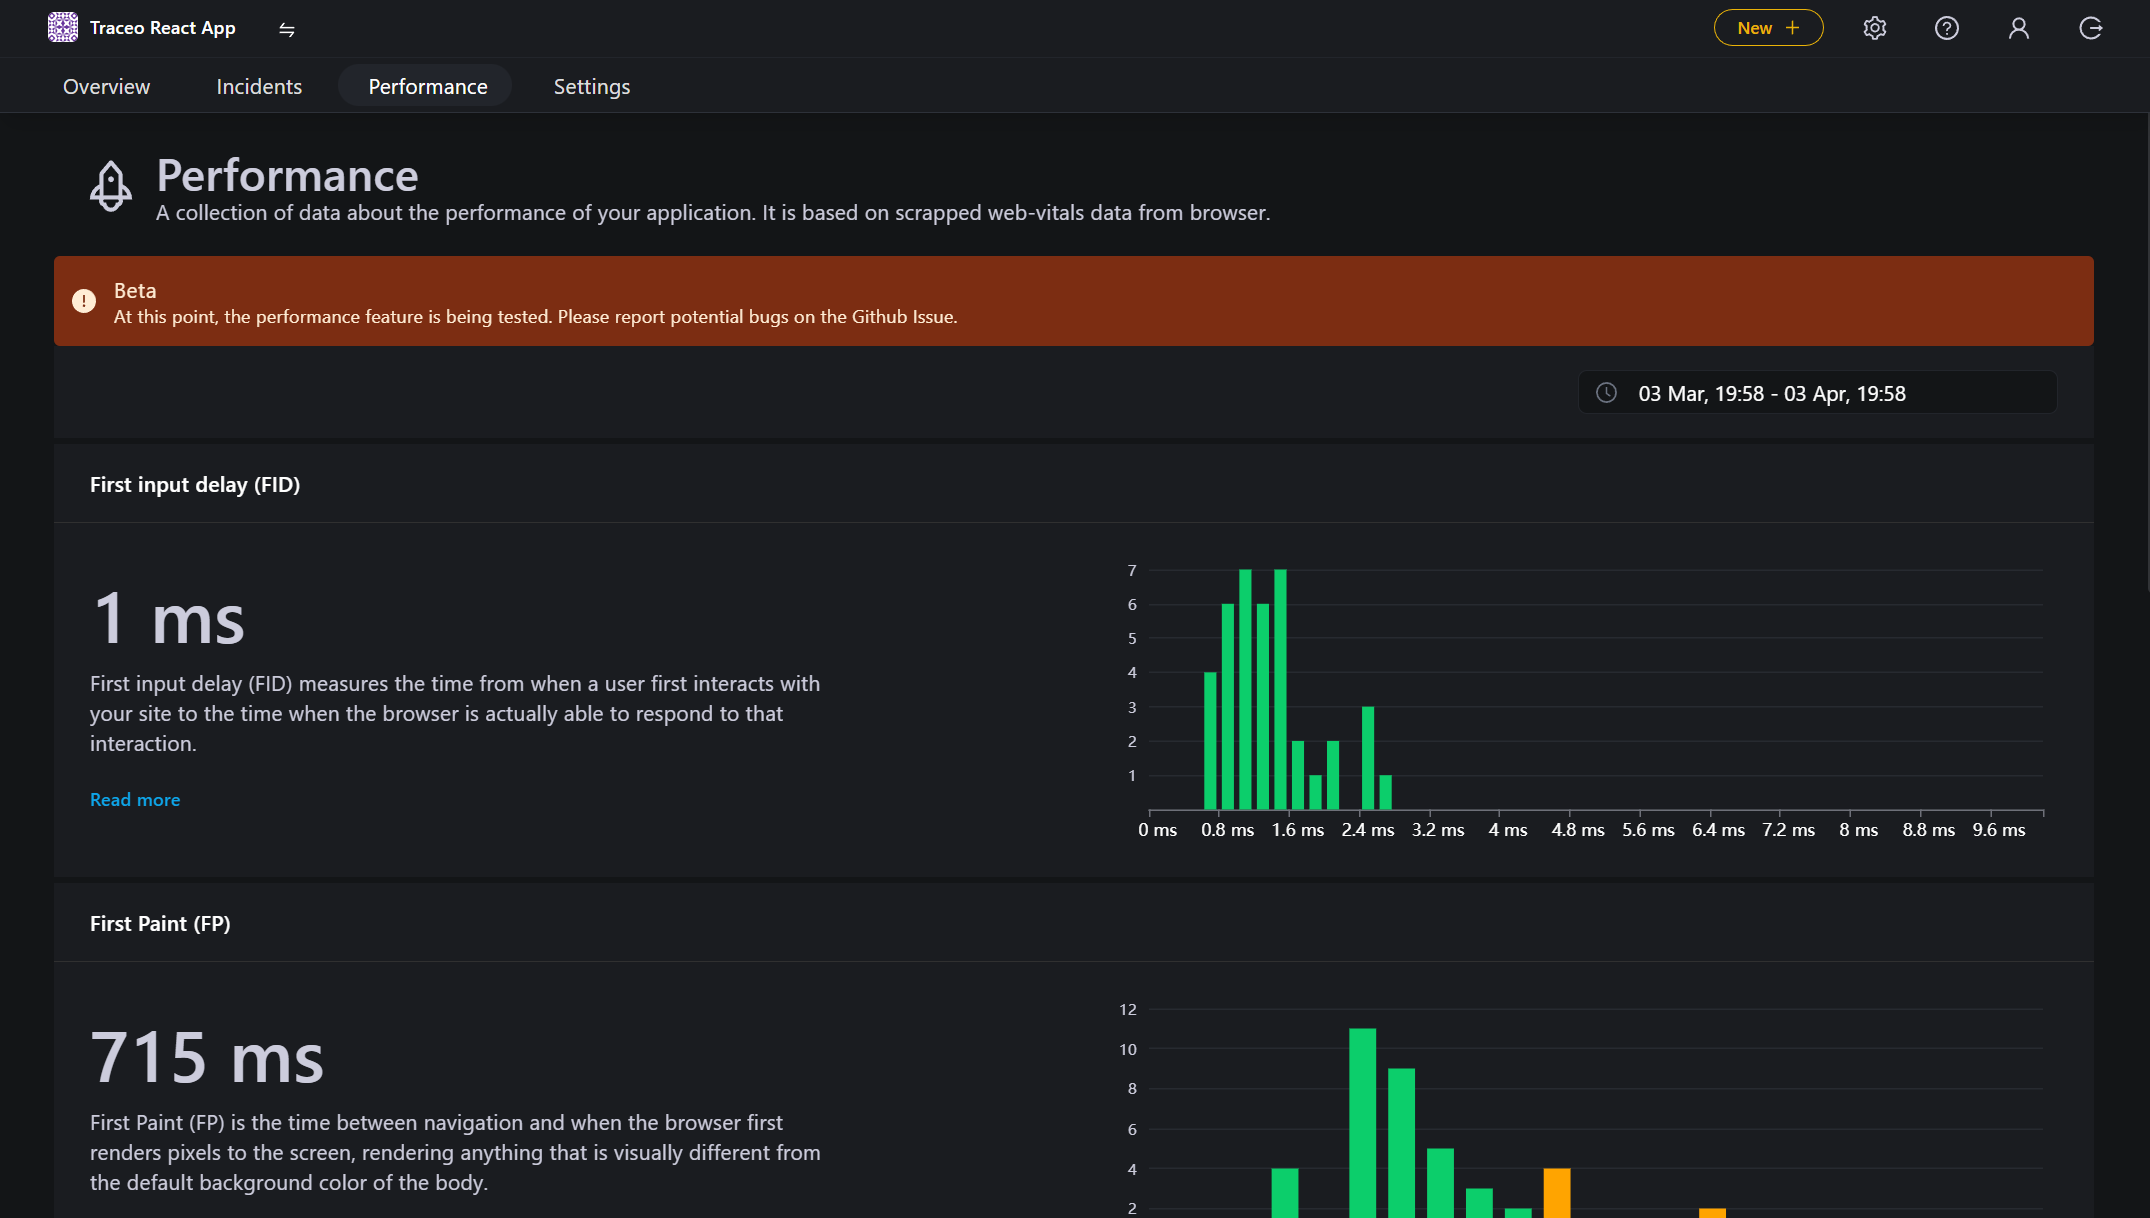 Traceo React App
New +
Overview
Incidents
Performance
Settings
Performance
A collection of data about the performance of your application. It is based on scrapped web-vitals data from browser.
Beta
At this point, the performance feature is being tested. Please report potential bugs on the Github Issue.
03 Mar, 19:58 - 03 Apr, 19:58
First input delay (FID)
1 ms
First input delay (FID) measures the time from when a user first interacts with
your site to the time when the browser is actually able to respond to that
interaction.
Read more
7
6
5
4
3
2
1
0 ms 0.8 ms 1.6 ms 2.4 ms 3.2 ms 4 ms 4.8 ms 5.6 ms 6.4 ms 7.2 ms 8 ms 8.8 ms 9.6 ms
First Paint (FP)
715 ms
First Paint (FP) is the time between navigation and when the browser first
renders pixels to the screen, rendering anything that is visually different from
the default background color of the body.
12
10
8
6
4
2